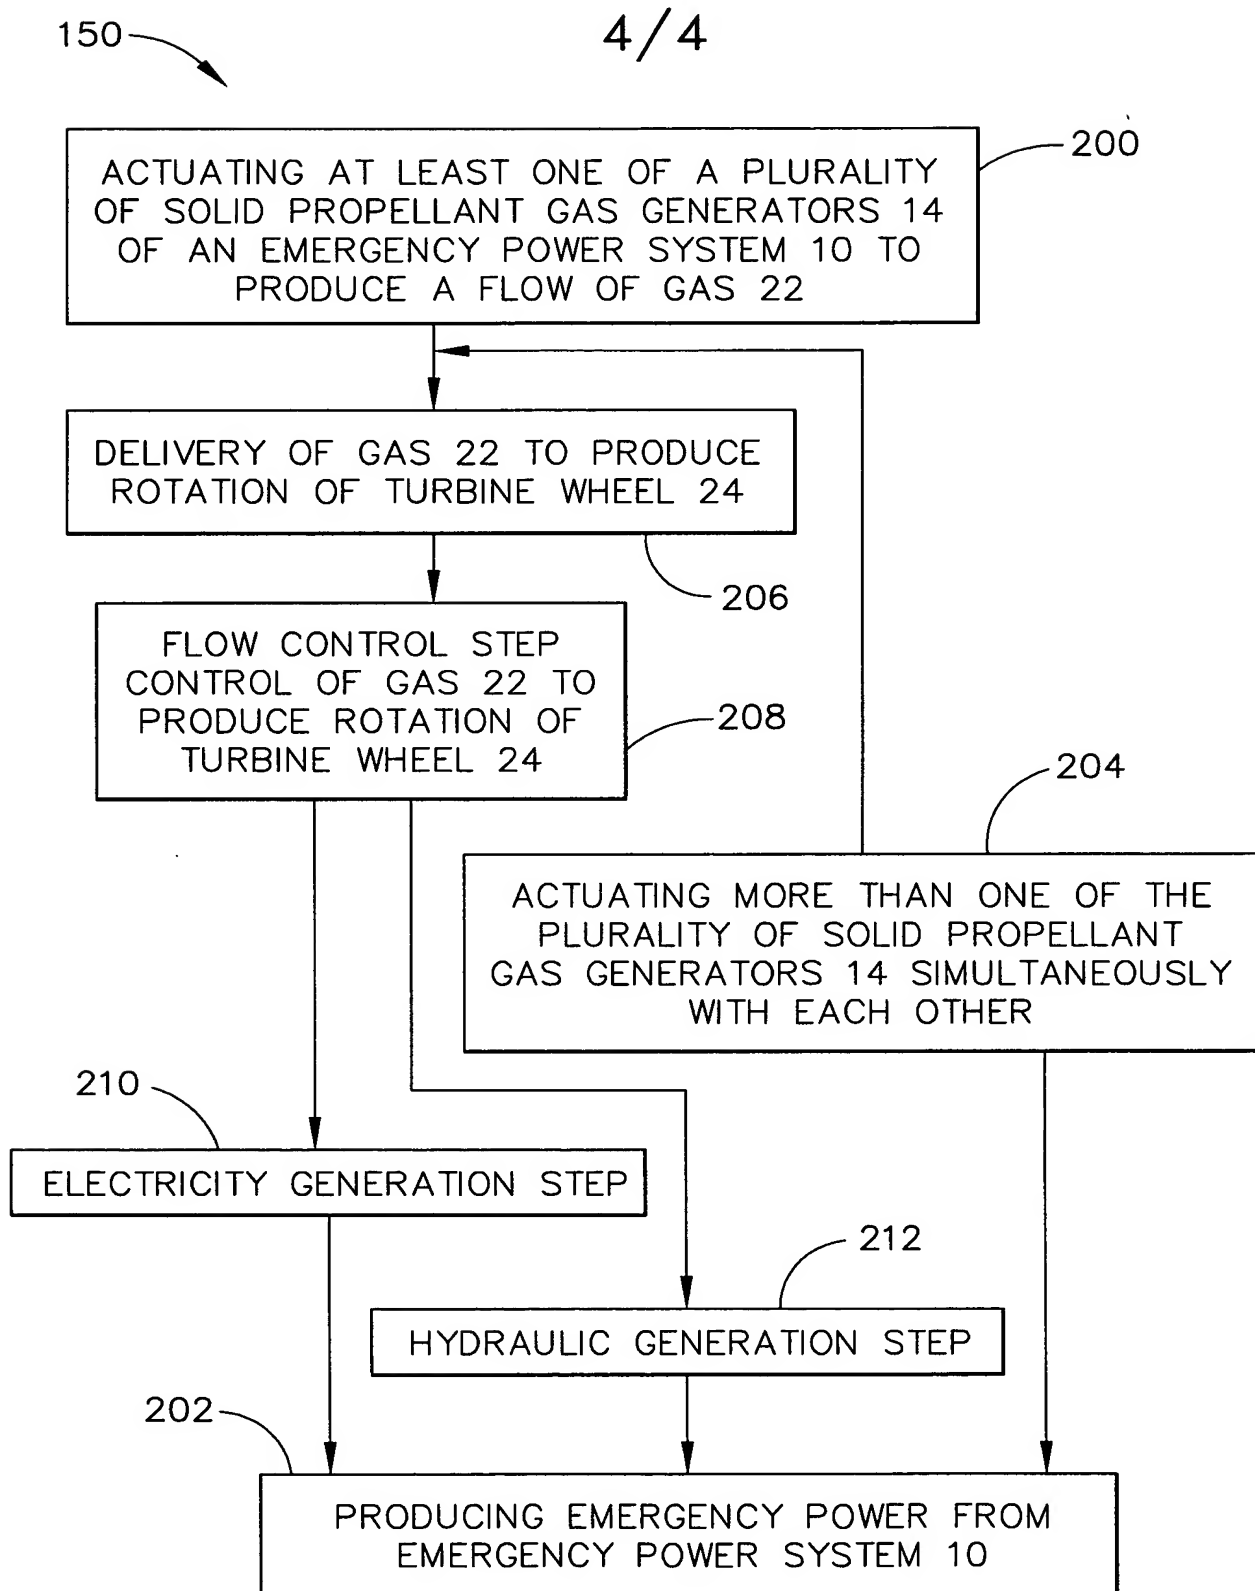 4/4
150
200
ACTUATING AT LEAST ONE OF A PLURALITY
OF SOLID PROPELLANT GAS GENERATORS 14
OF AN EMERGENCY POWER SYSTEM 10 TO
PRODUCE A FLOW OF GAS 22
DELIVERY OF GAS 22 TO PRODUCE
ROTATION OF TURBINE WHEEL 24
206
FLOW CONTROL STEP
CONTROL OF GAS 22 TO
PRODUCE ROTATION OF
TURBINE WHEEL 24
208
204
ACTUATING MORE THAN ONE OF THE
PLURALITY OF SOLID PROPELLANT
GAS GENERATORS 14 SIMULTANEOUSLY
WITH EACH OTHER
210
ELECTRICITY GENERATION STEP
212
HYDRAULIC GENERATION STEP
202
PRODUCING EMERGENCY POWER FROM
EMERGENCY POWER SYSTEM 10